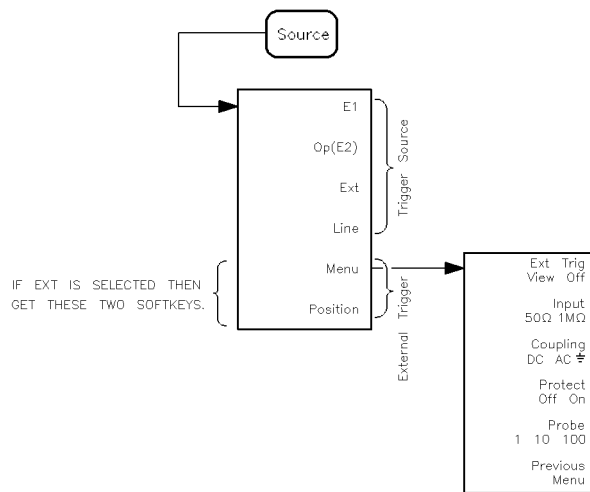 Source
E1
Op(E2)
Ext
Line
Trigger Source
Menu
Position
External Trigger
IF EXT IS SELECTED THEN
GET THESE TWO SOFTKEYS.
Ext Trig
View Off
Input
50Ω 1MΩ
Coupling
DC AC ⏚
Protect
Off On
Probe
1 10 100
Previous
Menu